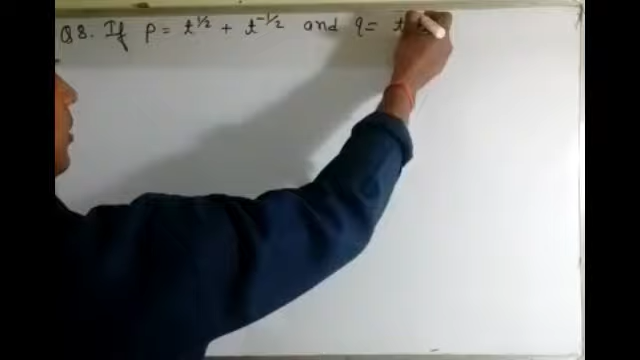 Q8. If p = t^1/2 + t^-1/2 and q = t